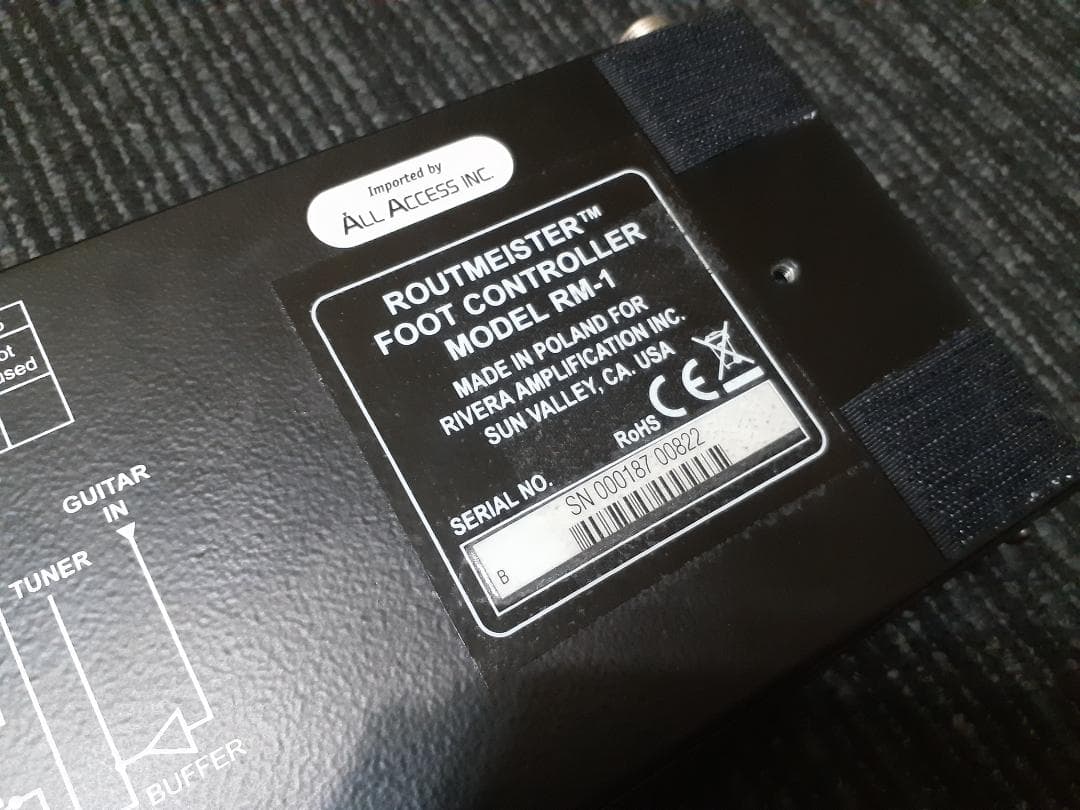 Imported by
ALL ACCESS INC.
ROUTMEISTER™
FOOT CONTROLLER
MODEL RM-1
MADE IN POLAND FOR
RIVERA AMPLIFICATION INC.
SUN VALLEY, CA. USA
RoHS CE
SERIAL NO.
SN 000187 00822
B
GUITAR
IN
TUNER
BUFFER